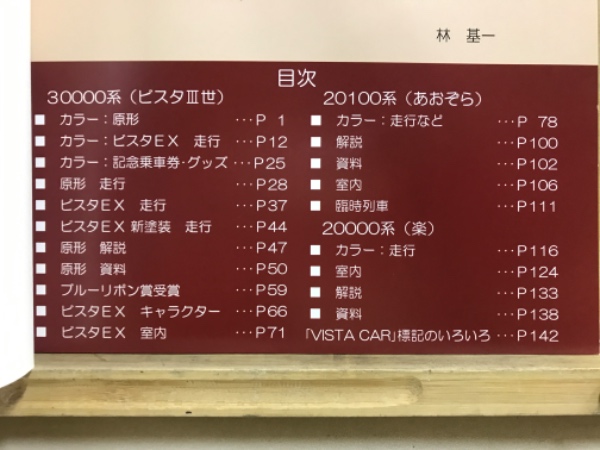 林 基一
目次
30000系（ビスタⅢ世）
■ カラー：原形 …P 1
■ カラー：ビスタEX 走行 …P12
■ カラー：記念乗車券・グッズ …P25
■ 原形 走行 …P28
■ ビスタEX 走行 …P37
■ ビスタEX 新塗装 走行 …P44
■ 原形 解説 …P47
■ 原形 資料 …P50
■ ブルーリボン賞受賞 …P59
■ ビスタEX キャラクター …P66
■ ビスタEX 室内 …P71
20100系（あおぞら）
■ カラー：走行など …P 78
■ 解説 …P100
■ 資料 …P102
■ 室内 …P106
■ 臨時列車 …P111
20000系（楽）
■ カラー：走行 …P116
■ 室内 …P124
■ 解説 …P133
■ 資料 …P138
「VISTA CAR」標記のいろいろ …P142